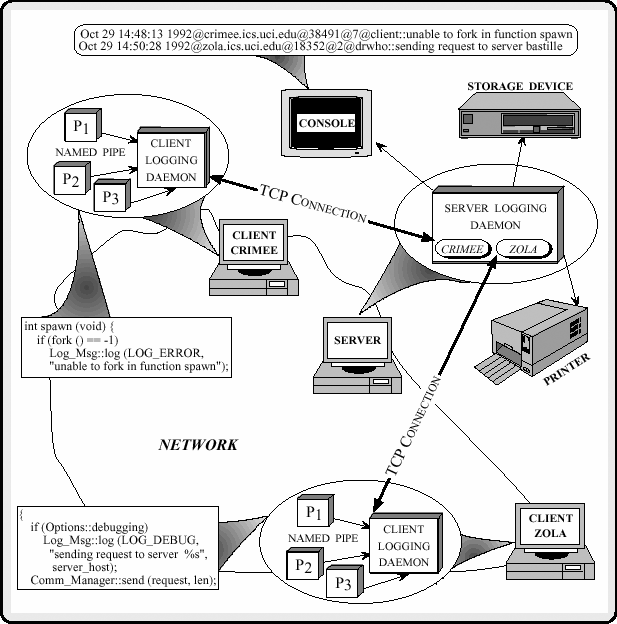 Oct 29 14:48:13 1992@crimee.ics.uci.edu@38491@7@client::unable to fork in function spawn
Oct 29 14:50:28 1992@zola.ics.uci.edu@18352@2@drwho::sending request to server bastille
STORAGE DEVICE
CONSOLE
P1
NAMED PIPE
P2
P3
CLIENT
LOGGING
DAEMON
TCP CONNECTION
SERVER LOGGING
DAEMON
CRIMEE
ZOLA
CLIENT
CRIMEE
SERVER
PRINTER
int spawn (void) {
if (fork () == -1)
Log_Msg::log (LOG_ERROR,
"unable to fork in function spawn");
TCP CONNECTION
NETWORK
{
if (Options::debugging)
Log_Msg::log (LOG_DEBUG,
"sending request to server %s",
server_host);
Comm_Manager::send (request, len);
P1
NAMED PIPE
P2
P3
CLIENT
LOGGING
DAEMON
CLIENT
ZOLA